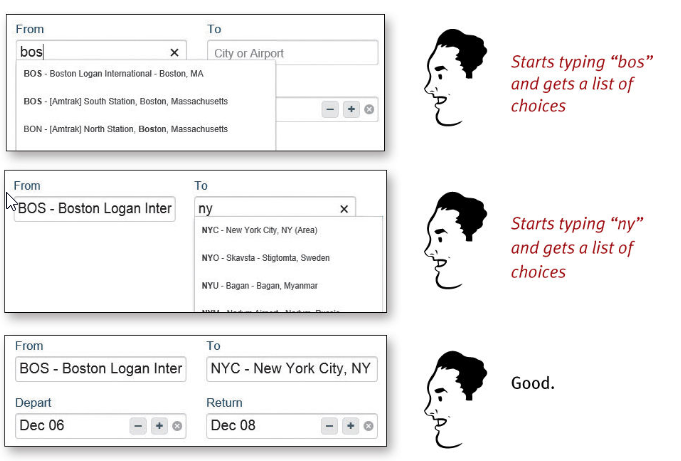 From
To
bos
City or Airport
BOS - Boston Logan International - Boston, MA
BOS - [Amtrak] South Station, Boston, Massachusetts
BON - [Amtrak] North Station, Boston, Massachusetts
Starts typing “bos”
and gets a list of
choices
From
To
BOS - Boston Logan Inter
ny
NYC - New York City, NY (Area)
NYO - Skavsta - Stigtomta, Sweden
NYU - Bagan - Bagan, Myanmar
Starts typing “ny”
and gets a list of
choices
From
To
BOS - Boston Logan Inter
NYC - New York City, NY
Depart
Return
Dec 06
Dec 08
Good.